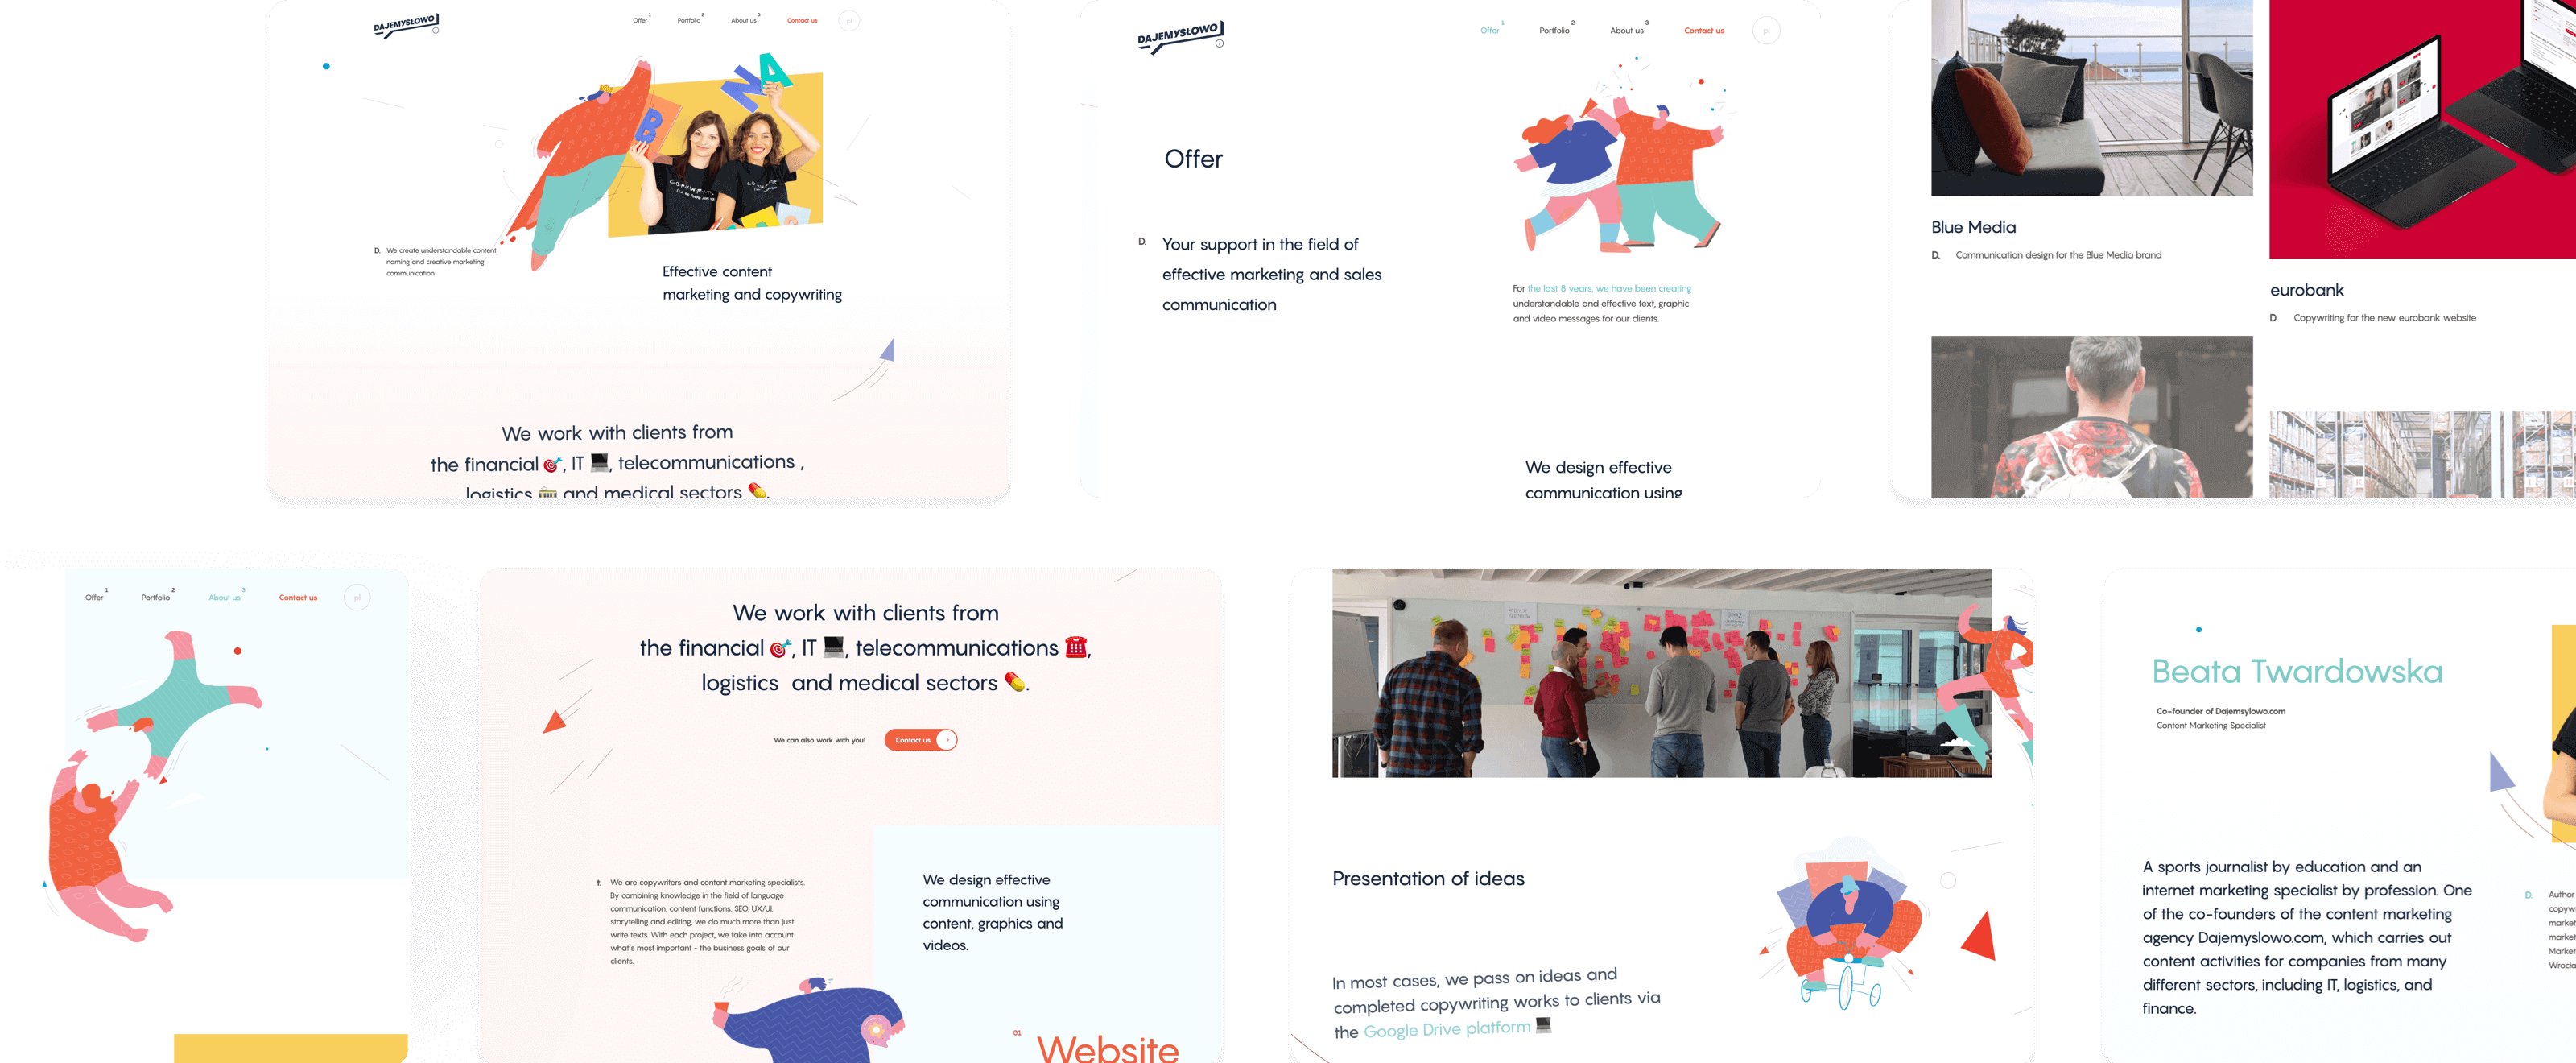 DAJEMYSŁOWO
Offer 1
Portfolio 2
About us 3
Contact us
pl
N A
B
D. We create understandable content,
naming and creative marketing
communication
Effective content
marketing and copywriting
We work with clients from
the financial 🎯, IT 💻, telecommunications ,
logistics 🚋 and medical sectors 💊.
DAJEMYSŁOWO
Offer 1
Portfolio 2
About us 3
Contact us
pl
Offer
D. Your support in the field of
effective marketing and sales
communication
For the last 8 years, we have been creating
understandable and effective text, graphic
and video messages for our clients.
We design effective
communication using
Blue Media
D. Communication design for the Blue Media brand
eurobank
D. Copywriting for the new eurobank website
Offer 1
Portfolio 2
About us 3
Contact us
pl
We work with clients from
the financial 🎯, IT 💻, telecommunications ☎️,
logistics and medical sectors 💊.
We can also work with you!
Contact us
t. We are copywriters and content marketing specialists.
By combining knowledge in the field of language
communication, content functions, SEO, UX/UI,
storytelling and editing, we do much more than just
write texts. With each project, we take into account
what's most important - the business goals of our
clients.
We design effective
communication using
content, graphics and
videos.
01
Website
Presentation of ideas
In most cases, we pass on ideas and
completed copywriting works to clients via
the Google Drive platform 💻
Beata Twardowska
Co-founder of Dajemsylowo.com
Content Marketing Specialist
A sports journalist by education and an
internet marketing specialist by profession. One
of the co-founders of the content marketing
agency Dajemyslowo.com, which carries out
content activities for companies from many
different sectors, including IT, logistics, and
finance.
D. Author
copyw
market
market
Market
Wrocła